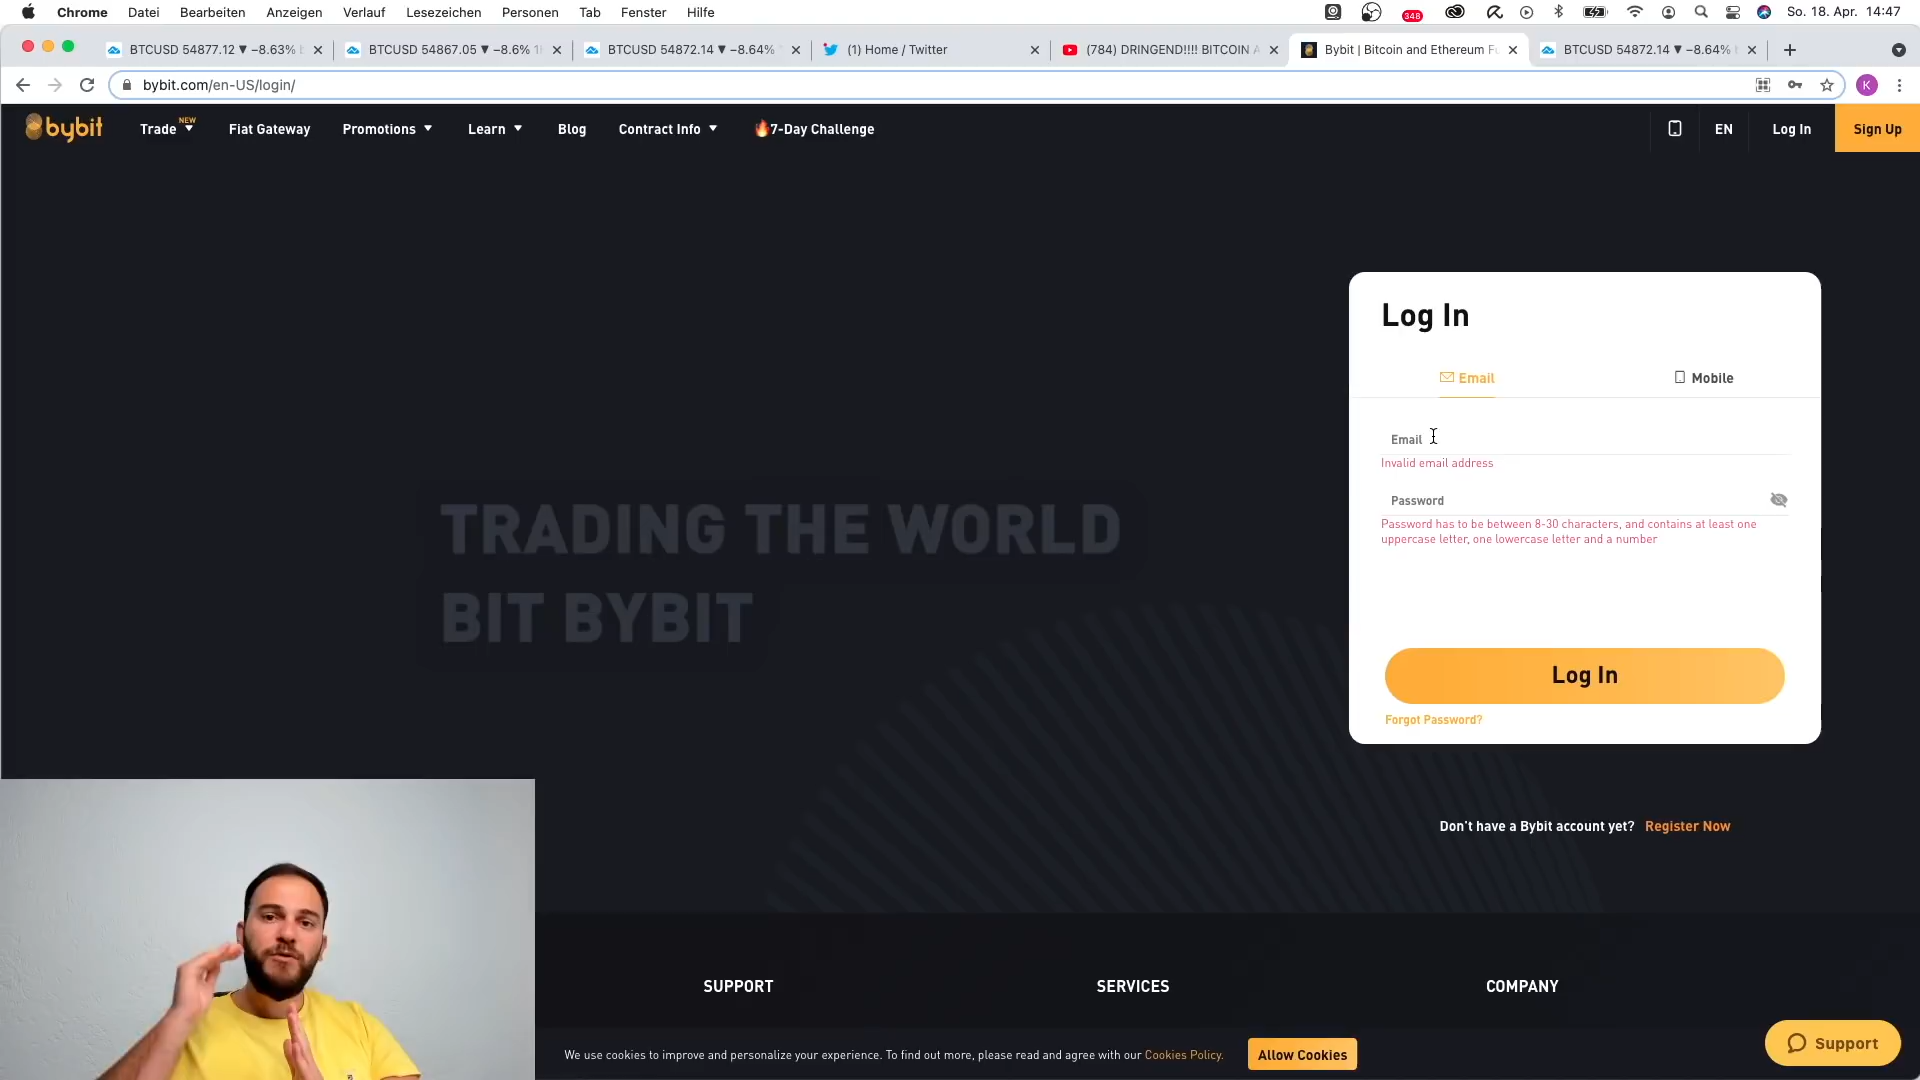 Chrome Datei Bearbeiten Anzeigen Verlauf Lesezeichen Personen Tab Fenster Hilfe 348 So. 18. Apr. 14:47
BTCUSD 54877.12 ▼ −8.63% BTCUSD 54867.05 ▼ −8.6% BTCUSD 54872.14 ▼ −8.64% (1) Home / Twitter (784) DRINGEND!!!! BITCOIN Bybit | Bitcoin and Ethereum BTCUSD 54872.14 ▼ −8.64%
bybit.com/en-US/login/ K
bybit Trade NEW Fiat Gateway Promotions Learn Blog Contract Info 7-Day Challenge EN Log In Sign Up
Log In
Email Mobile
Email
Invalid email address
Password
Password has to be between 8-30 characters, and contains at least one
uppercase letter, one lowercase letter and a number
TRADING THE WORLD
BIT BYBIT
Log In
Forgot Password?
Don't have a Bybit account yet? Register Now
SUPPORT SERVICES COMPANY
We use cookies to improve and personalize your experience. To find out more, please read and agree with our Cookies Policy. Allow Cookies
Support